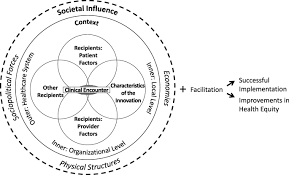 Societal Influence
Context
Recipients:
Patient
Factors
Other
Recipients
Clinical Encounter
Characteristics
of the
Innovation
Recipients:
Provider
Factors
Inner: Organizational Level
Physical Structures
Sociopolitical Forces
Outer: Healthcare System
Inner: Local Level
Economies
+ Facilitation
Successful
Implementation
Improvements in
Health Equity